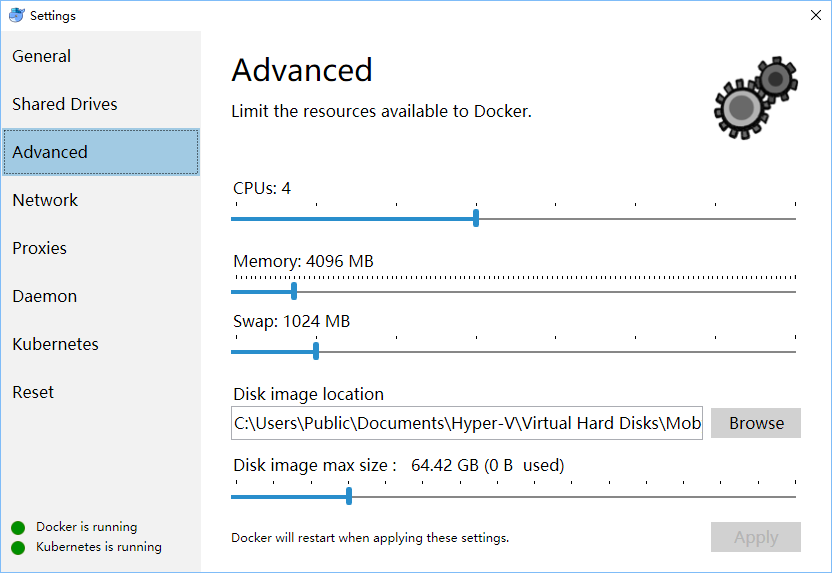 Settings
General
Shared Drives
Advanced
Network
Proxies
Daemon
Kubernetes
Reset
Docker is running
Kubernetes is running
Advanced
Limit the resources available to Docker.
CPUs: 4
Memory: 4096 MB
Swap: 1024 MB
Disk image location
C:\Users\Public\Documents\Hyper-V\Virtual Hard Disks\Mob
Browse
Disk image max size : 64.42 GB (0 B used)
Docker will restart when applying these settings.
Apply